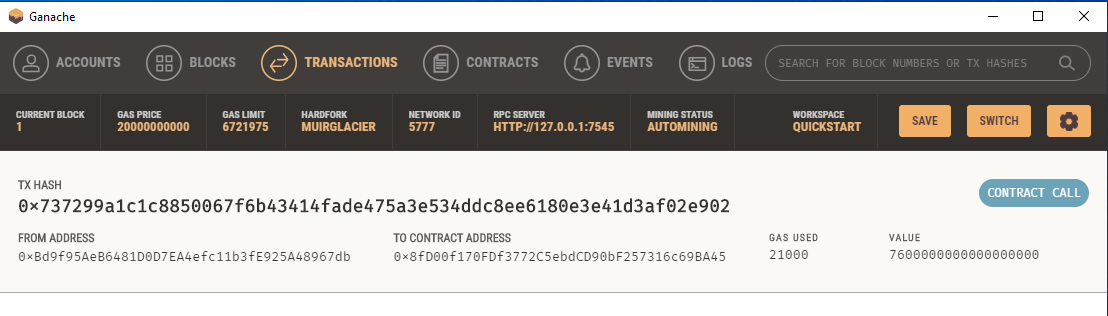 Ganache
ACCOUNTS BLOCKS TRANSACTIONS CONTRACTS EVENTS LOGS SEARCH FOR BLOCK NUMBERS OR TX HASHES
CURRENT BLOCK GAS PRICE GAS LIMIT HARDFORK NETWORK ID RPC SERVER MINING STATUS WORKSPACE
1 20000000000 6721975 MUIRGLACIER 5777 HTTP://127.0.0.1:7545 AUTOMINING QUICKSTART SAVE SWITCH
TX HASH
0×737299a1c1c8850067f6b43414fade475a3e534ddc8ee6180e3e41d3af02e902 CONTRACT CALL
FROM ADDRESS TO CONTRACT ADDRESS GAS USED VALUE
0×Bd9f95AeB6481D0D7EA4efc11b3fE925A48967db 0×8fD00f170FDf3772C5ebdCD90bF257316c69BA45 21000 7600000000000000000